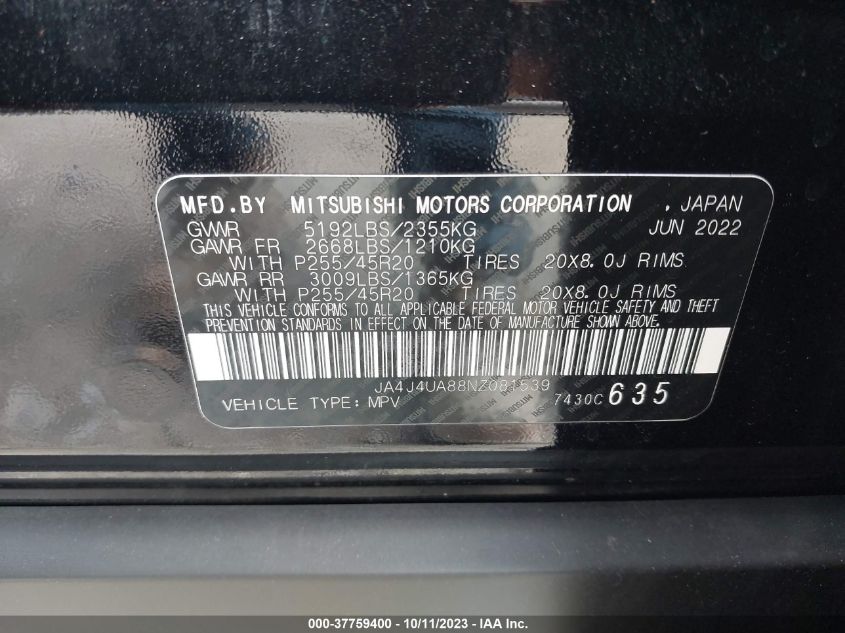 MFD.BY MITSUBISHI MOTORS CORPORATION , JAPAN
GVWR 5192LBS/2355KG JUN 2022
GAWR FR 2668LBS/1210KG
WITH P255/45R20 TIRES 20X8.0J RIMS
GAWR RR 3009LBS/1365KG
WITH P255/45R20 TIRES 20X8.0J RIMS
THIS VEHICLE CONFORMS TO ALL APPLICABLE FEDERAL MOTOR VEHICLE SAFETY AND THEFT
PREVENTION STANDARDS IN EFFECT ON THE DATE OF MANUFACTURE SHOWN ABOVE.
JA4J4UA88NZ081539
VEHICLE TYPE: MPV 7430C 635
000-37759400 - 10/11/2023 - IAA Inc.